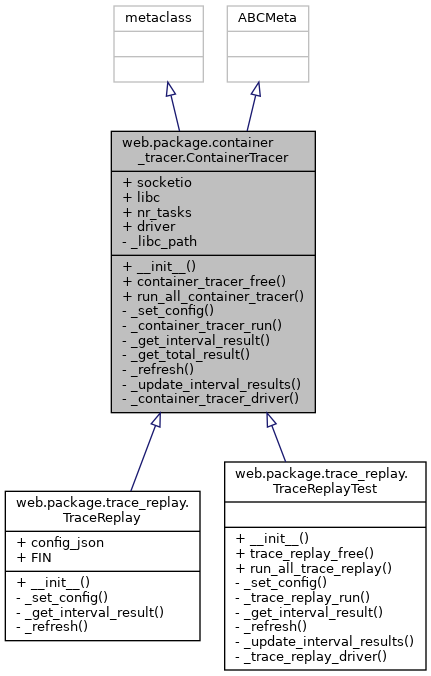 metaclass
ABCMeta
web.package.container
_tracer.ContainerTracer
+ socketio
+ libc
+ nr_tasks
+ driver
- _libc_path
+ __init__()
+ container_tracer_free()
+ run_all_container_tracer()
- _set_config()
- _container_tracer_run()
- _get_interval_result()
- _get_total_result()
- _refresh()
- _update_interval_results()
- _container_tracer_driver()
web.package.trace_replay.
TraceReplay
+ config_json
+ FIN
+ __init__()
- _set_config()
- _get_interval_result()
- _refresh()
web.package.trace_replay.
TraceReplayTest
+ __init__()
+ trace_replay_free()
+ run_all_trace_replay()
- _set_config()
- _trace_replay_run()
- _get_interval_result()
- _refresh()
- _update_interval_results()
- _trace_replay_driver()